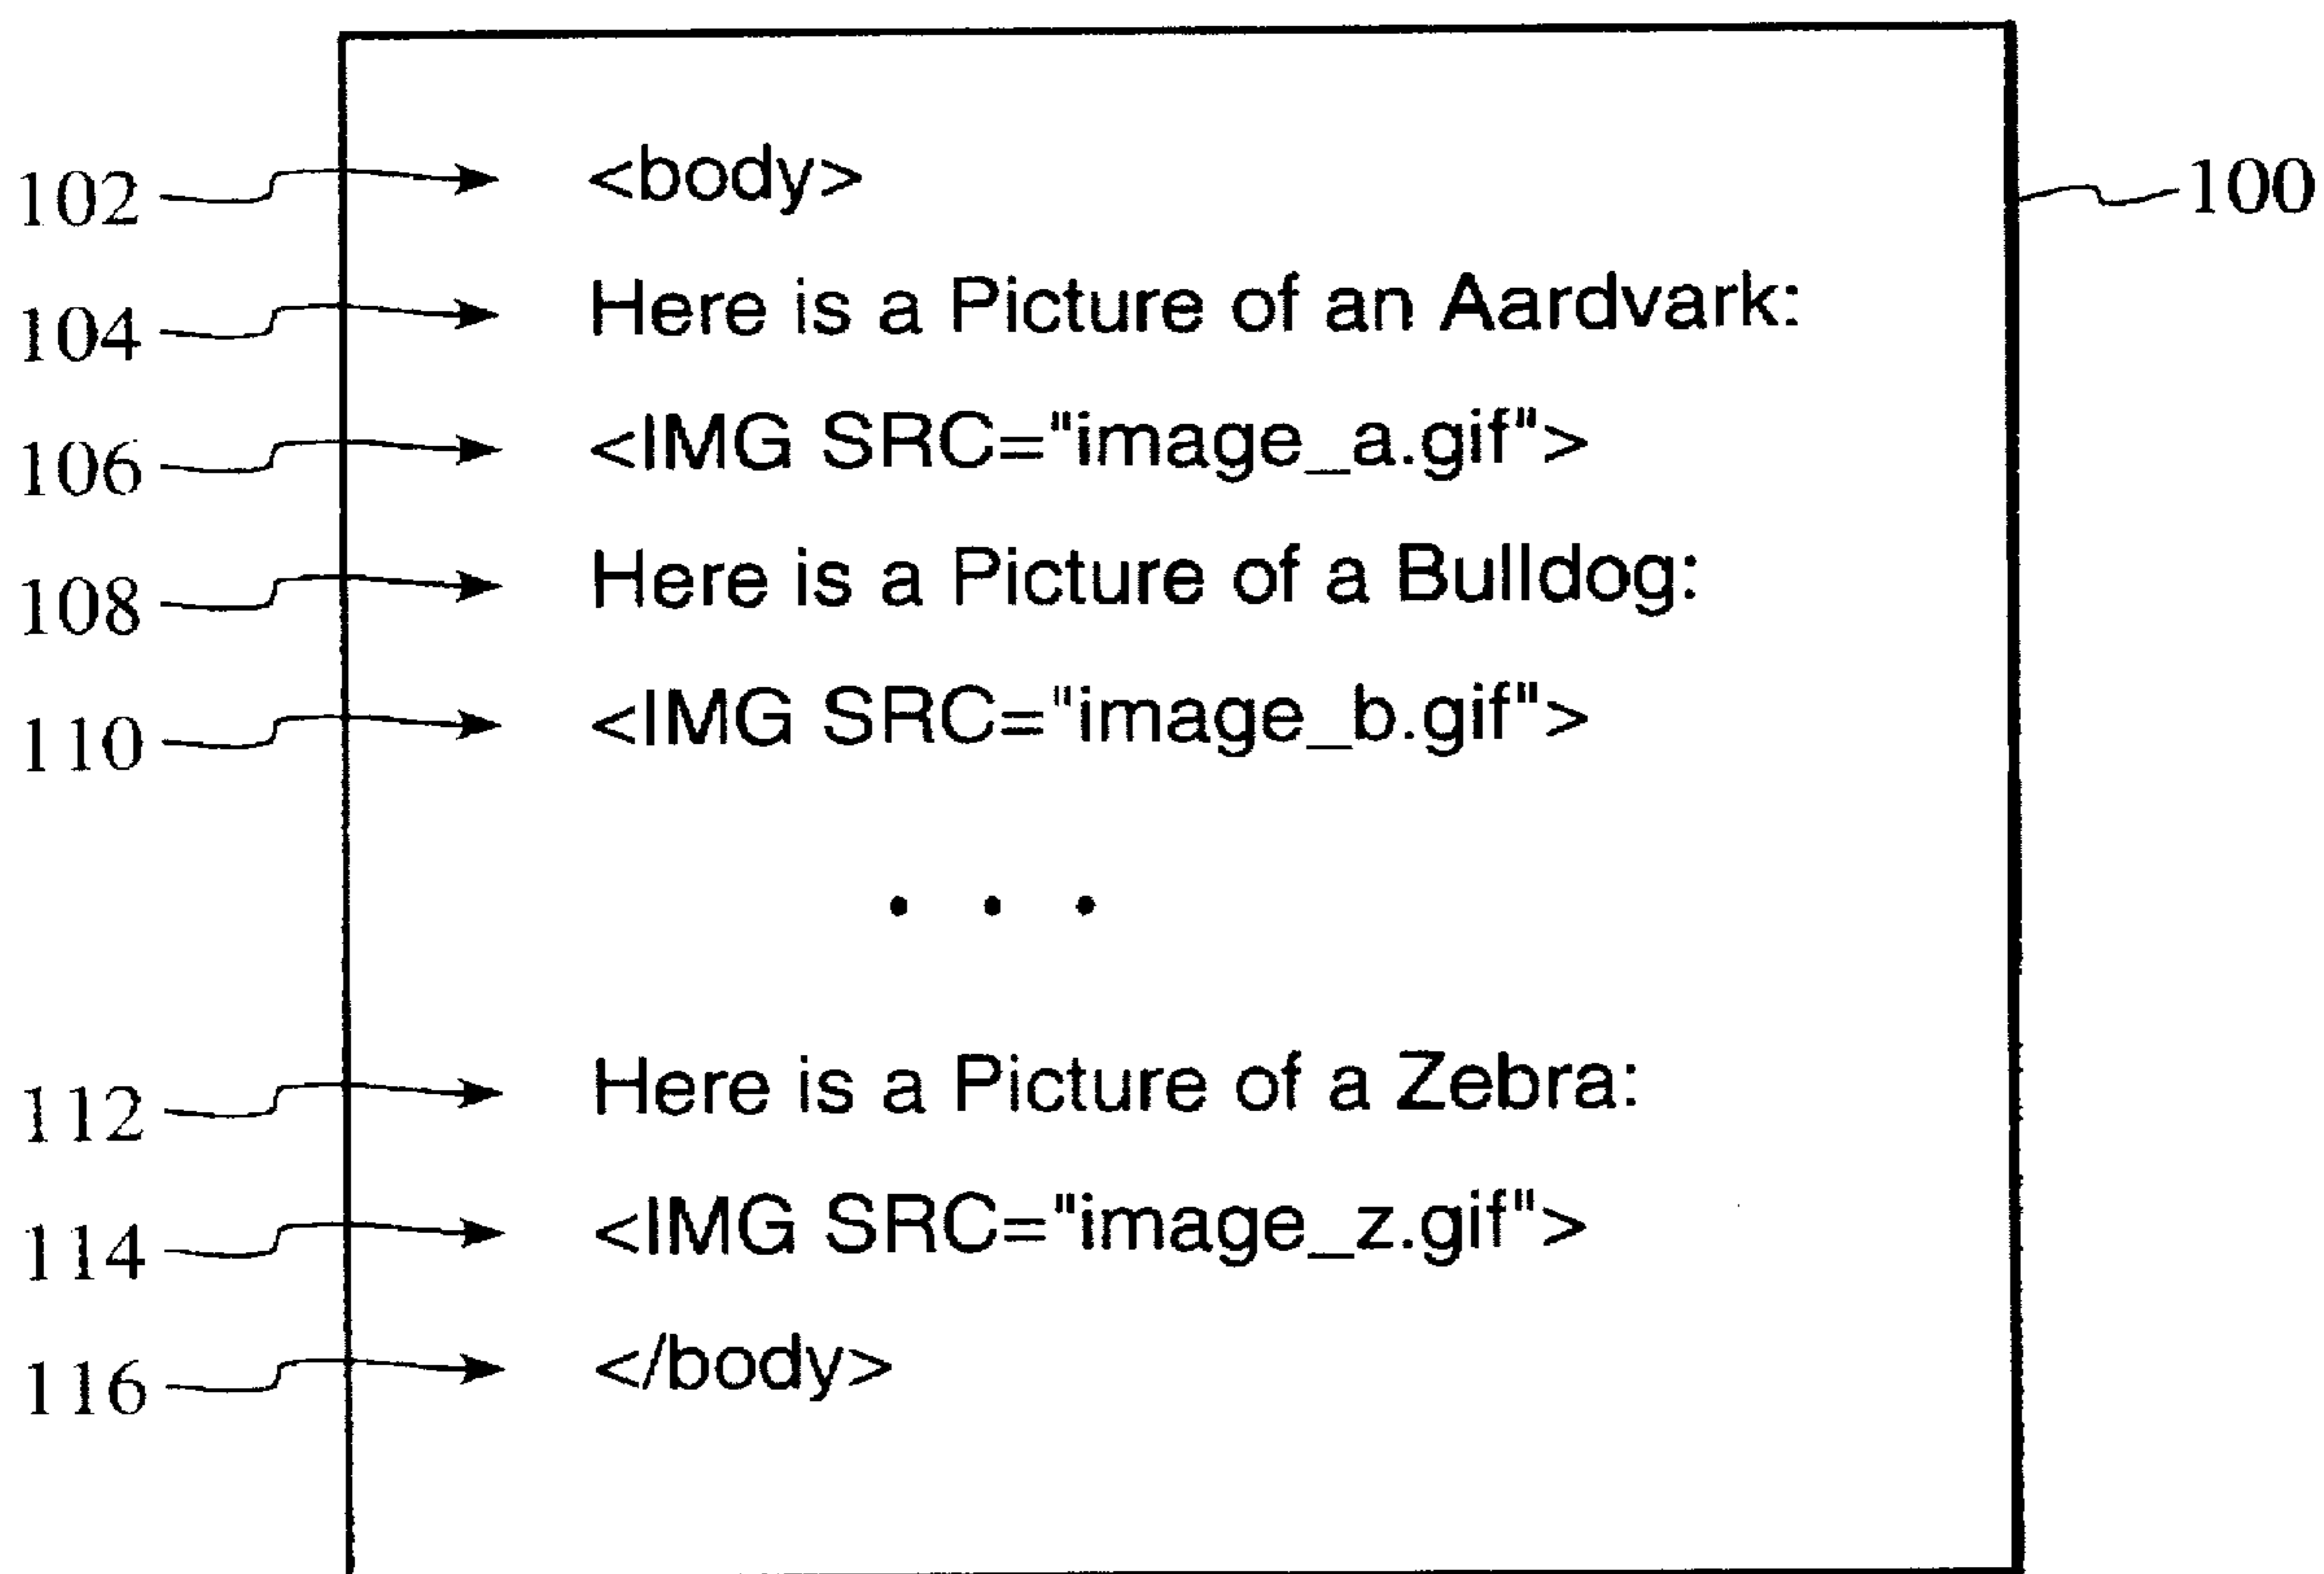 102 <body> 100
104 Here is a Picture of an Aardvark:
106 <IMG SRC="image_a.gif">
108 Here is a Picture of a Bulldog:
110 <IMG SRC="image_b.gif">
. . .
112 Here is a Picture of a Zebra:
114 <IMG SRC="image_z.gif">
116 </body>